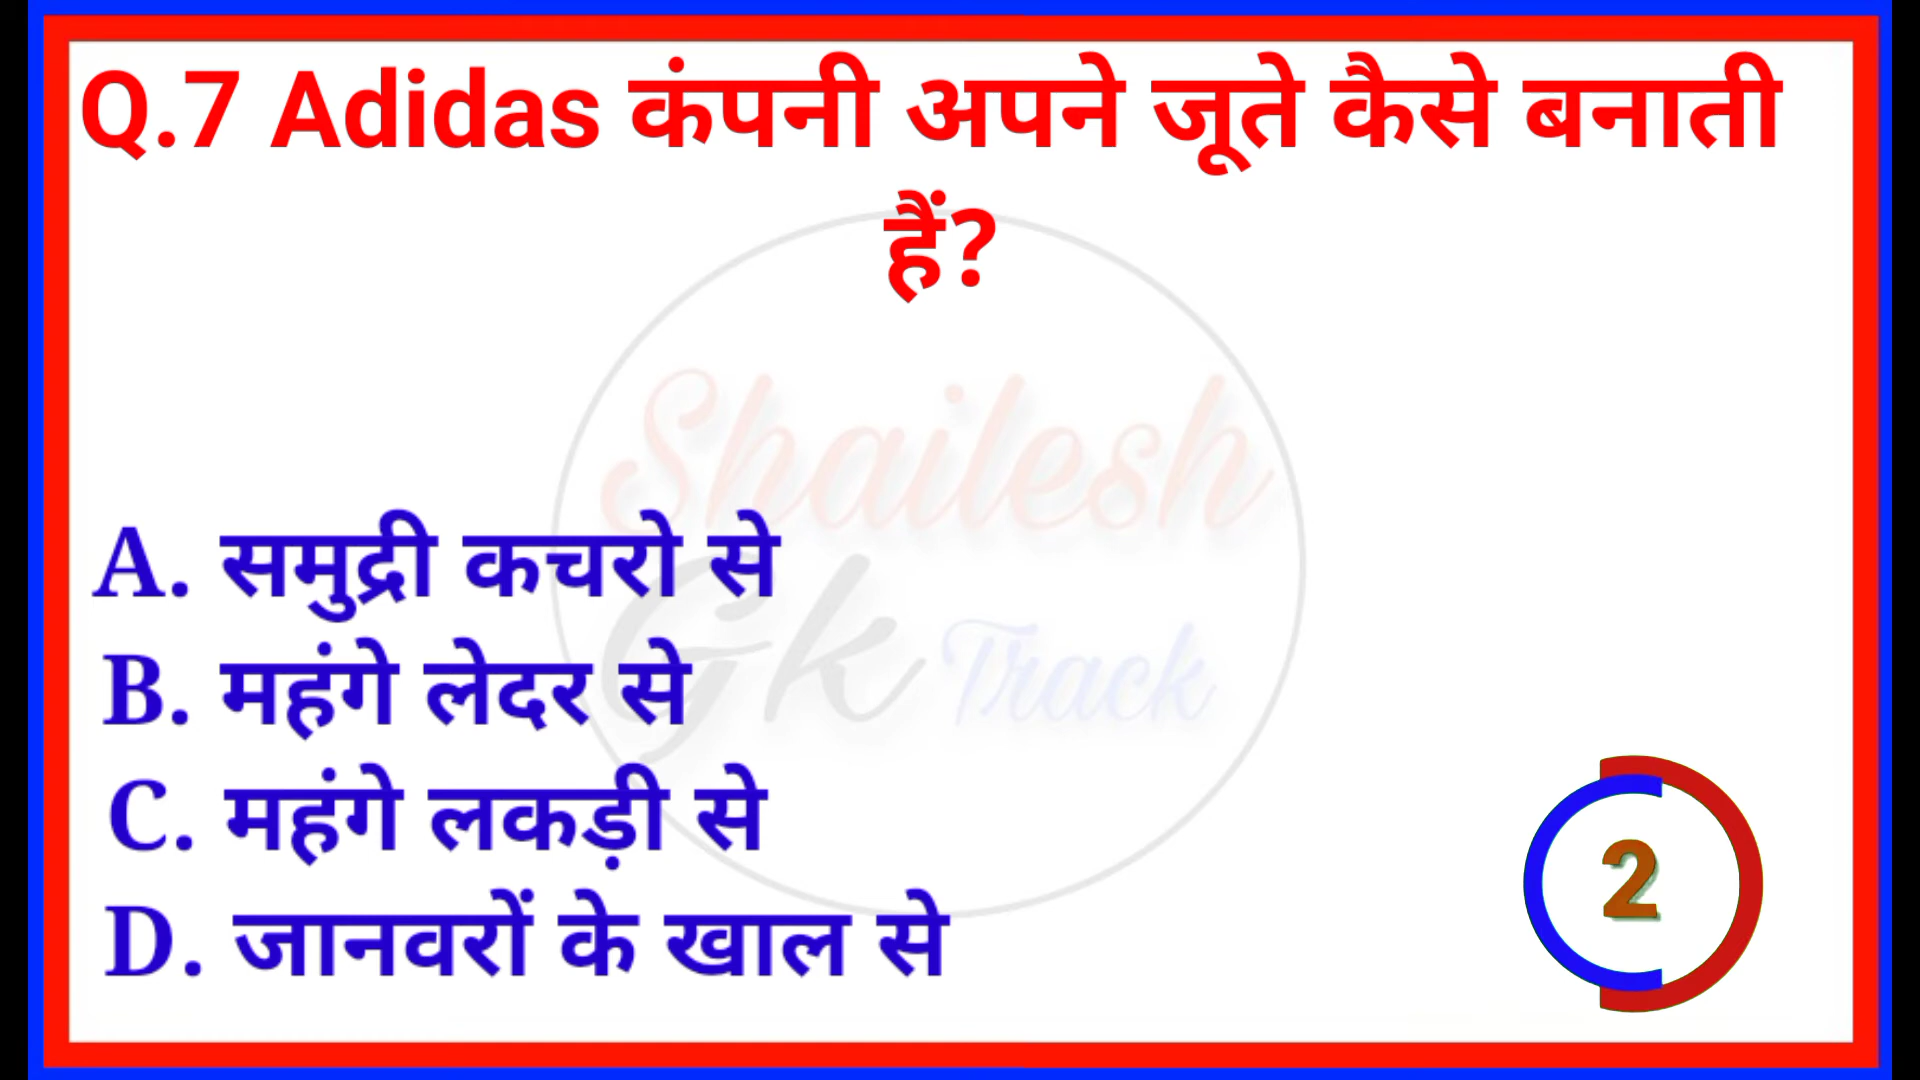 Q.7 Adidas कंपनी अपने जूते कैसे बनाती
हैं?
Shailesh
Gk Track
A. समुद्री कचरो से
B. महंगे लेदर से
C. महंगे लकड़ी से
D. जानवरों के खाल से
2